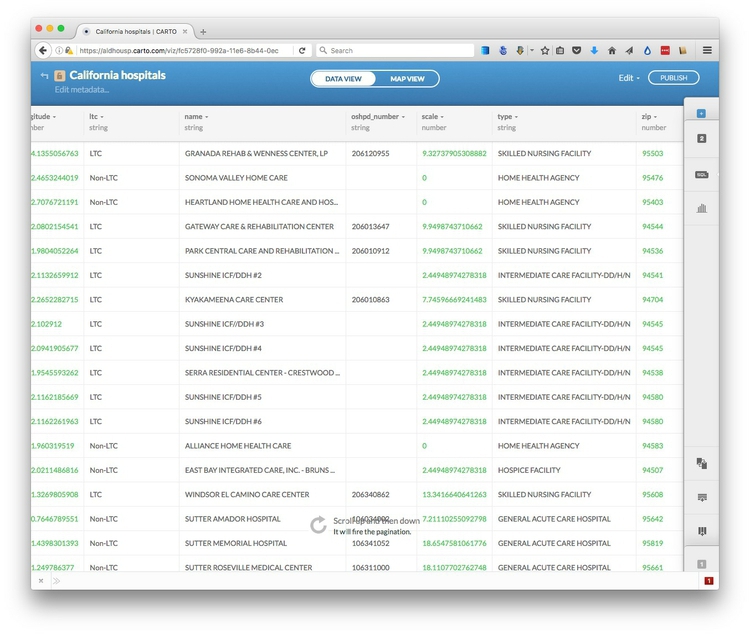 California hospitals | CARTO
https://aldhousp.carto.com/viz/fc5728f0-992a-11e6-8b44-0ec
Search
California hospitals
Edit metadata...
DATA VIEW MAP VIEW
Edit
PUBLISH
gitude ltc name oshpd_number scale type zip
nber string string string number string number
4.1355056763 LTC GRANADA REHAB & WENNESS CENTER, LP 206120955 9.32737905308882 SKILLED NURSING FACILITY 95503
2.4653244019 Non-LTC SONOMA VALLEY HOME CARE 0 HOME HEALTH AGENCY 95476
2.7076721191 Non-LTC HEARTLAND HOME HEALTH CARE AND HOS... 0 HOME HEALTH AGENCY 95403
2.0802154541 LTC GATEWAY CARE & REHABILITATION CENTER 206013647 9.9498743710662 SKILLED NURSING FACILITY 94544
1.9804052264 LTC PARK CENTRAL CARE AND REHABILITATION ... 206010912 9.9498743710662 SKILLED NURSING FACILITY 94536
2.1132659912 LTC SUNSHINE ICF/DDH #2 2.44948974278318 INTERMEDIATE CARE FACILITY-DD/H/N 94541
2.2652282715 LTC KYAKAMEENA CARE CENTER 206010863 7.74596669241483 SKILLED NURSING FACILITY 94704
2.102912 LTC SUNSHINE ICF//DDH #3 2.44948974278318 INTERMEDIATE CARE FACILITY-DD/H/N 94545
2.0941905677 LTC SUNSHINE ICF/DDH #4 2.44948974278318 INTERMEDIATE CARE FACILITY-DD/H/N 94545
1.9545593262 LTC SERRA RESIDENTIAL CENTER - CRESTWOOD ... 2.44948974278318 INTERMEDIATE CARE FACILITY-DD/H/N 94538
2.1162185669 LTC SUNSHINE ICF/DDH #5 2.44948974278318 INTERMEDIATE CARE FACILITY-DD/H/N 94580
2.1162261963 LTC SUNSHINE ICF/DDH #6 2.44948974278318 INTERMEDIATE CARE FACILITY-DD/H/N 94580
1.960319519 Non-LTC ALLIANCE HOME HEALTH CARE 0 HOME HEALTH AGENCY 94583
2.0211486816 Non-LTC EAST BAY INTEGRATED CARE, INC. - BRUNS ... 2.44948974278318 HOSPICE FACILITY 94507
1.3269805908 LTC WINDSOR EL CAMINO CARE CENTER 206340862 13.3416640641263 SKILLED NURSING FACILITY 95608
0.7646789551 Non-LTC SUTTER AMADOR HOSPITAL 106034002 7.21110255092798 GENERAL ACUTE CARE HOSPITAL 95642
Scroll up and then down
It will fire the pagination.
1.4398301393 Non-LTC SUTTER MEMORIAL HOSPITAL 106341052 18.6547581061776 GENERAL ACUTE CARE HOSPITAL 95819
1.249786377 Non-LTC SUTTER ROSEVILLE MEDICAL CENTER 106311000 18.1107702762748 GENERAL ACUTE CARE HOSPITAL 95661
2
SQL
1
1